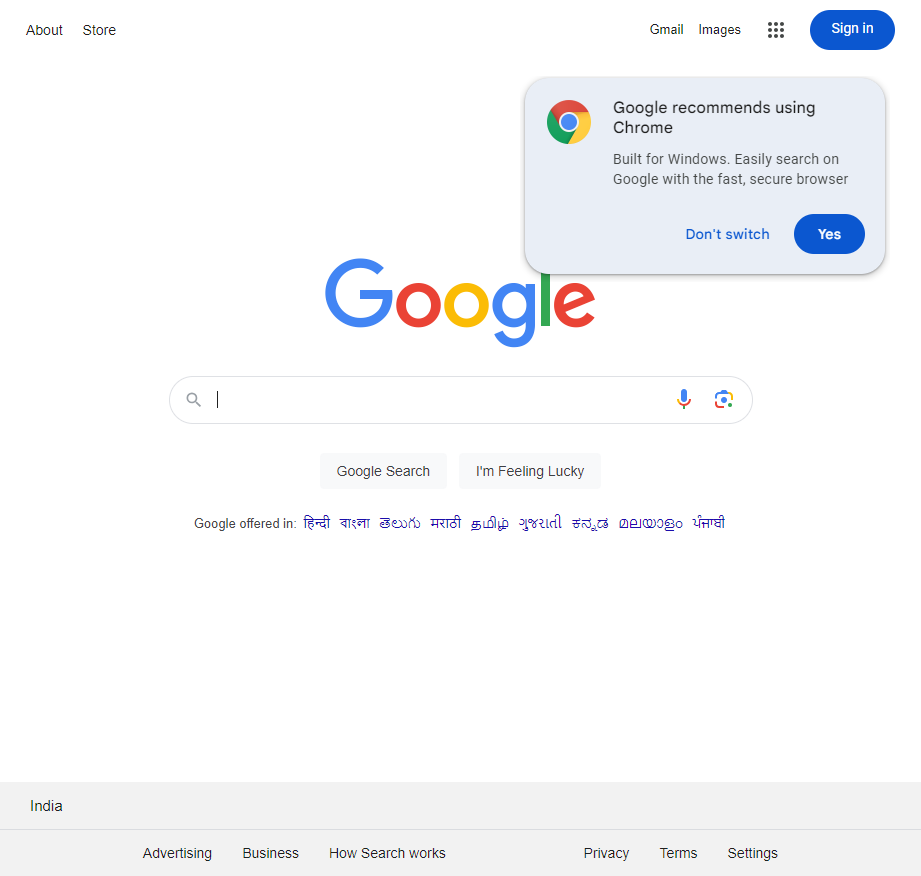 About Store
Gmail Images
Sign in
Google recommends using
Chrome
Built for Windows. Easily search on
Google with the fast, secure browser
Don't switch Yes
Google
Google Search I'm Feeling Lucky
Google offered in: हिन्दी বাংলা తెలుగు मराठी தமிழ் ગુજરાતી ಕನ್ನಡ മലയാളം ਪੰਜਾਬੀ
India
Advertising Business How Search works Privacy Terms Settings